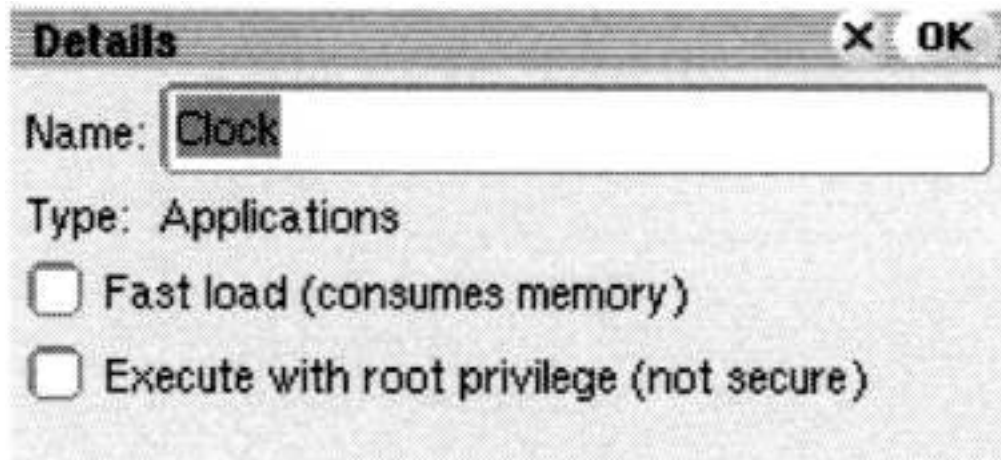 Details X OK
Name: Clock
Type: Applications
Fast load (consumes memory)
Execute with root privilege (not secure)